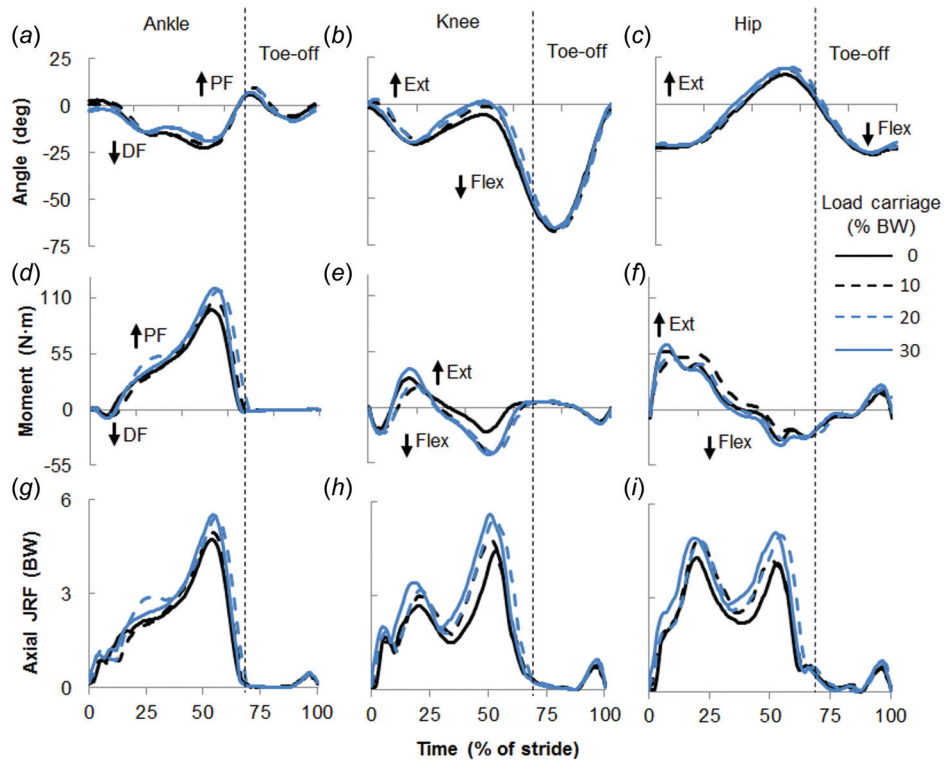 (a) Ankle (b) Knee (c) Hip
Toe-off Toe-off Toe-off
25
0
-25
-50
-75
Angle (deg)
PF
DF
Ext
Flex
Ext
Flex
Load carriage
(% BW)
0
10
20
30
(d) (e) (f)
110
55
0
-55
Moment (N·m)
PF
DF
Ext
Flex
Ext
Flex
(g) (h) (i)
6
3
0
Axial JRF (BW)
0 25 50 75 100 0 25 50 75 100 0 25 50 75 100
Time (% of stride)